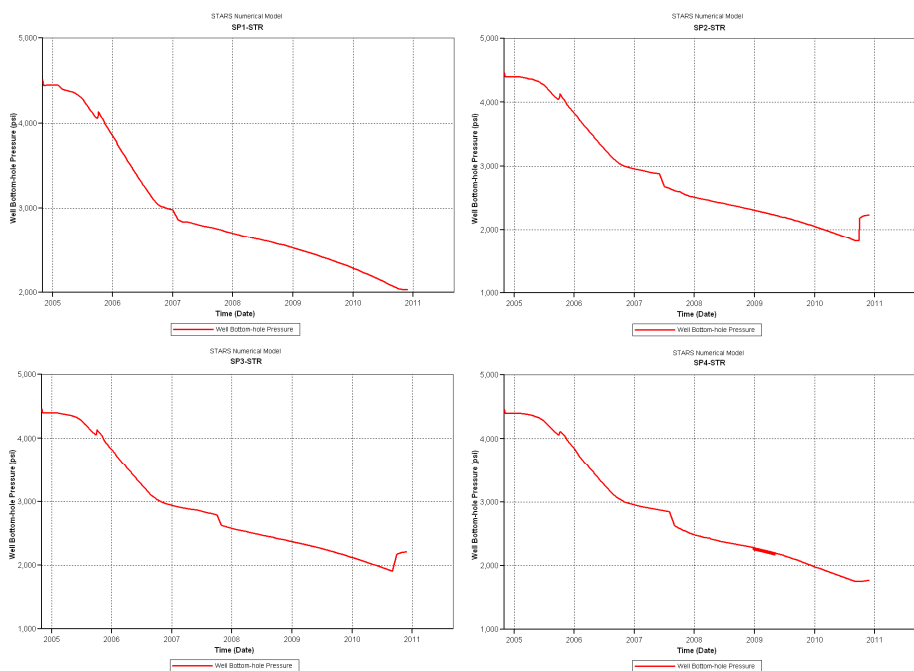 STARS Numerical Model
SP1-STR
5,000
4,000
3,000
2,000
Well Bottom-hole Pressure (psi)
2005 2006 2007 2008 2009 2010 2011
Time (Date)
Well Bottom-hole Pressure
STARS Numerical Model
SP2-STR
5,000
4,000
3,000
2,000
1,000
Well Bottom-hole Pressure (psi)
2005 2006 2007 2008 2009 2010 2011
Time (Date)
Well Bottom-hole Pressure
STARS Numerical Model
SP3-STR
5,000
4,000
3,000
2,000
1,000
Well Bottom-hole Pressure (psi)
2005 2006 2007 2008 2009 2010 2011
Time (Date)
Well Bottom-hole Pressure
STARS Numerical Model
SP4-STR
5,000
4,000
3,000
2,000
1,000
Well Bottom-hole Pressure (psi)
2005 2006 2007 2008 2009 2010 2011
Time (Date)
Well Bottom-hole Pressure